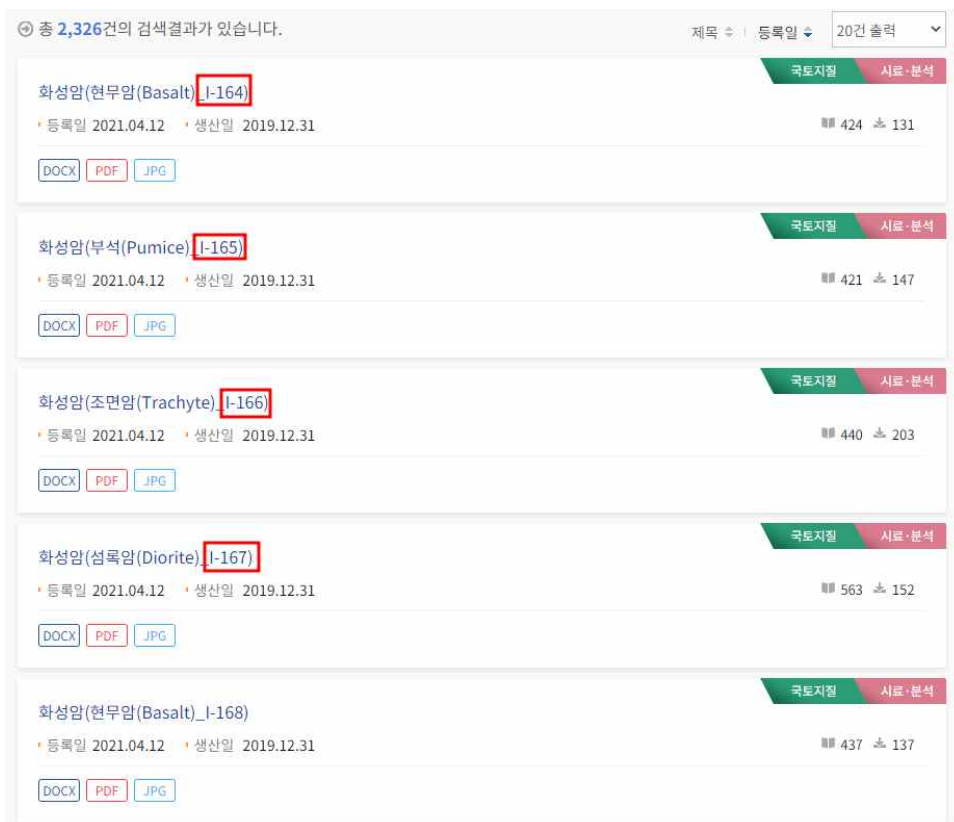 총 2,326건의 검색결과가 있습니다. 제목 등록일 20건 출력
국토지질 시료·분석
화성암(현무암(Basalt)_I-164)
등록일 2021.04.12 생산일 2019.12.31 424 131
DOCX PDF JPG
국토지질 시료·분석
화성암(부석(Pumice)_I-165)
등록일 2021.04.12 생산일 2019.12.31 421 147
DOCX PDF JPG
국토지질 시료·분석
화성암(조면암(Trachyte)_I-166)
등록일 2021.04.12 생산일 2019.12.31 440 203
DOCX PDF JPG
국토지질 시료·분석
화성암(섬록암(Diorite)_I-167)
등록일 2021.04.12 생산일 2019.12.31 563 152
DOCX PDF JPG
국토지질 시료·분석
화성암(현무암(Basalt)_I-168)
등록일 2021.04.12 생산일 2019.12.31 437 137
DOCX PDF JPG